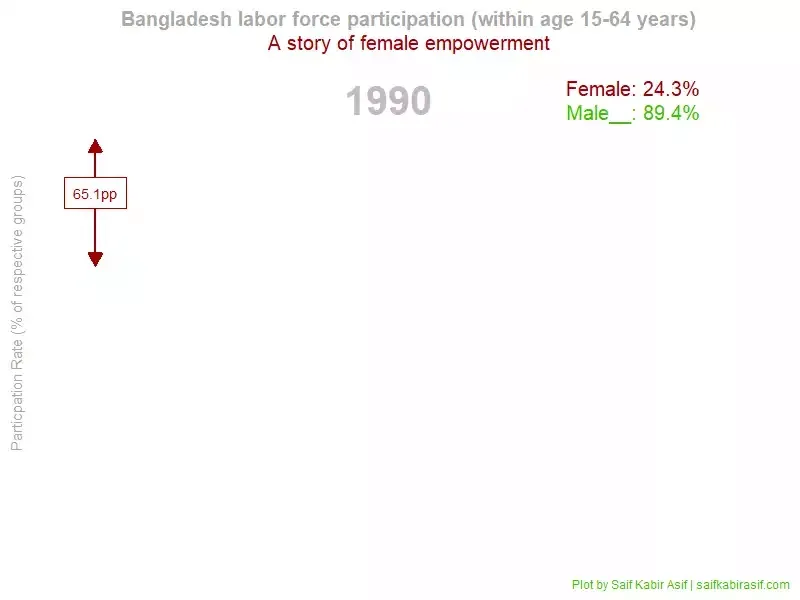 Bangladesh labor force participation (within age 15-64 years)
A story of female empowerment
1990
Female: 24.3%
Male__: 89.4%
65.1pp
Particpation Rate (% of respective groups)
Plot by Saif Kabir Asif | saifkabirasif.com